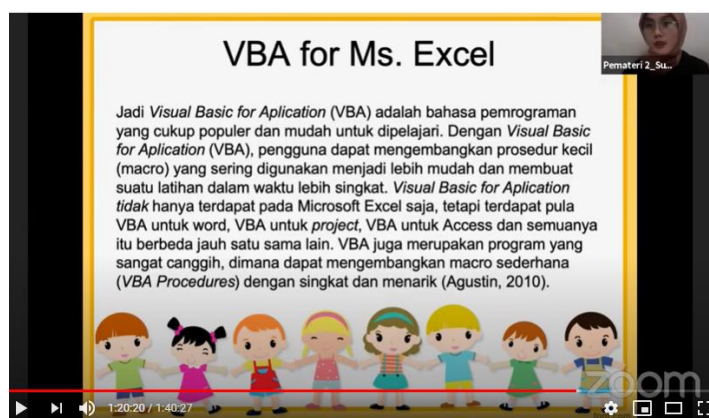 VBA for Ms. Excel
Pemateri 2_Su...
Jadi Visual Basic for Aplication (VBA) adalah bahasa pemrograman
yang cukup populer dan mudah untuk dipelajari. Dengan Visual Basic
for Aplication (VBA), pengguna dapat mengembangkan prosedur kecil
(macro) yang sering digunakan menjadi lebih mudah dan membuat
suatu latihan dalam waktu lebih singkat. Visual Basic for Aplication
tidak hanya terdapat pada Microsoft Excel saja, tetapi terdapat pula
VBA untuk word, VBA untuk project, VBA untuk Access dan semuanya
itu berbeda jauh satu sama lain. VBA juga merupakan program yang
sangat canggih, dimana dapat mengembangkan macro sederhana
(VBA Procedures) dengan singkat dan menarik (Agustin, 2010).
zoom
1:20:20 / 1:40:27